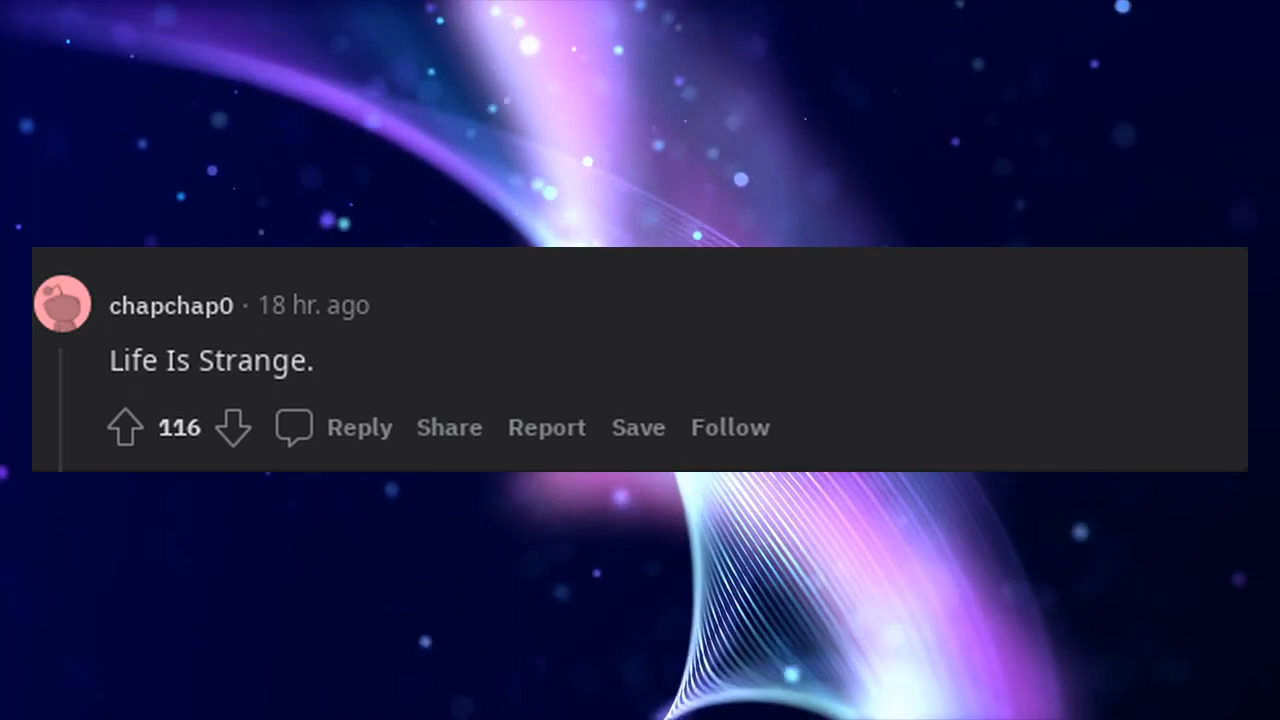 chapchap0 · 18 hr. ago
Life Is Strange.
116 Reply Share Report Save Follow